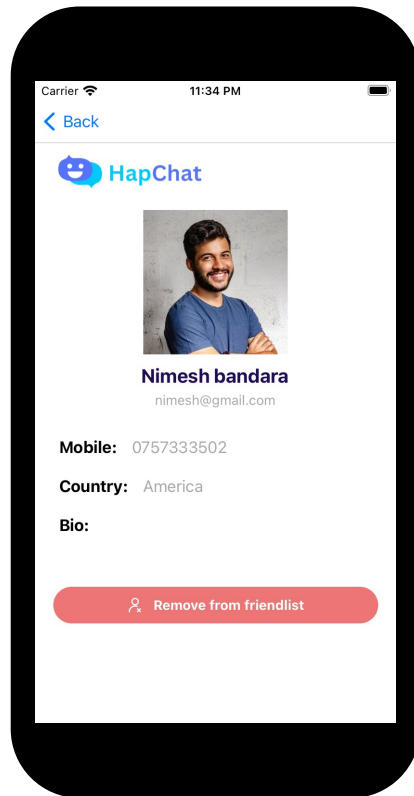 Carrier 11:34 PM
Back
HapChat
Nimesh bandara
nimesh@gmail.com
Mobile: 0757333502
Country: America
Bio:
Remove from friendlist